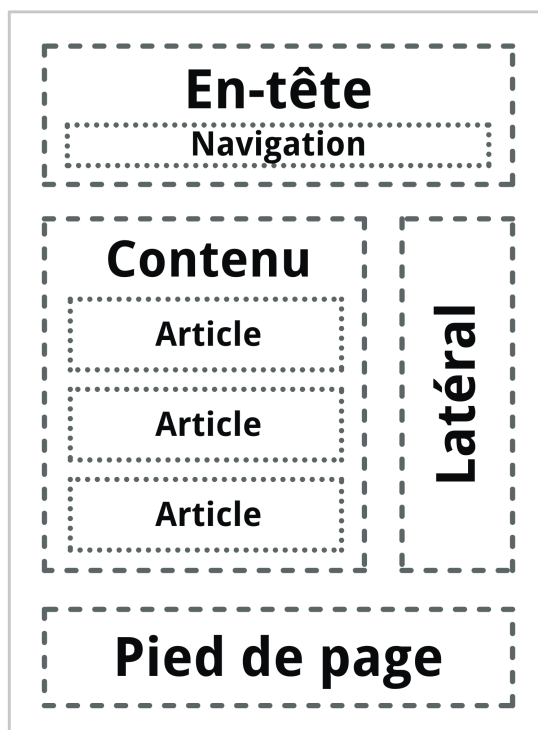 En-tête
Navigation
Contenu
Article
Article
Article
Latéral
Pied de page